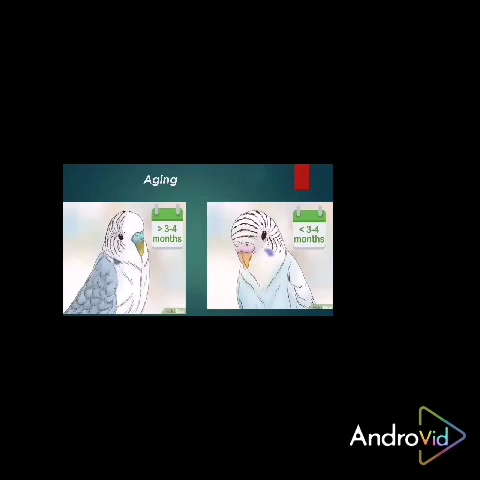 Aging
> 3-4
months
< 3-4
months
AndroVid